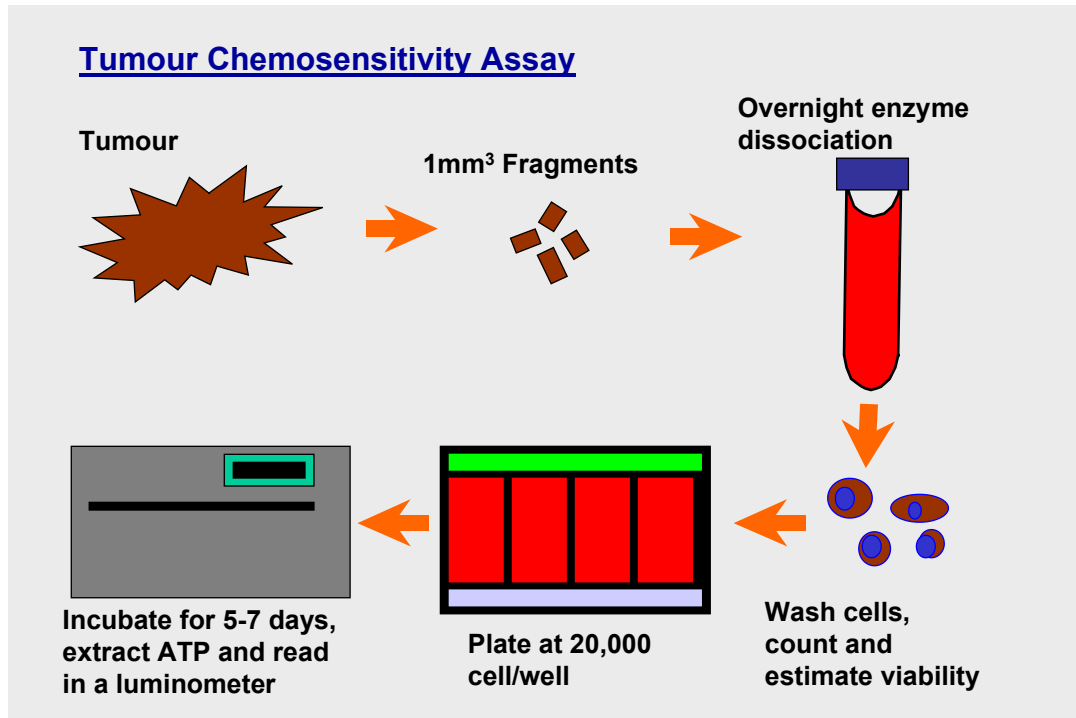 Tumour Chemosensitivity Assay
Tumour
1mm³ Fragments
Overnight enzyme
dissociation
Wash cells,
count and
estimate viability
Plate at 20,000
cell/well
Incubate for 5-7 days,
extract ATP and read
in a luminometer